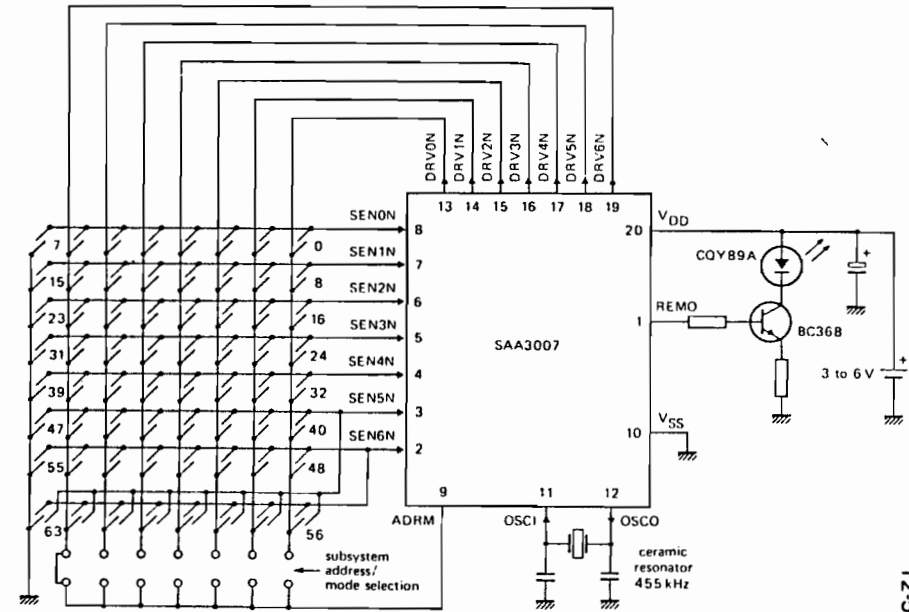 DRV0N
DRV1N
DRV2N
DRV3N
DRV4N
DRV5N
DRV6N
13 14 15 16 17 18 19
SEN0N 8
7 0
SEN1N 7
15 8
SEN2N 6
23 16
SEN3N 5
31 24
SEN4N 4
39 32
SEN5N 3
47 40
SEN6N 2
55 48
63 56
SAA3007
20 VDD
CQY89A
+
REMO
1
BC368
3 to 6 V
+
VSS
10
9 11 12
ADRM OSCI OSCO
subsystem
address/
mode selection
ceramic
resonator
455 kHz